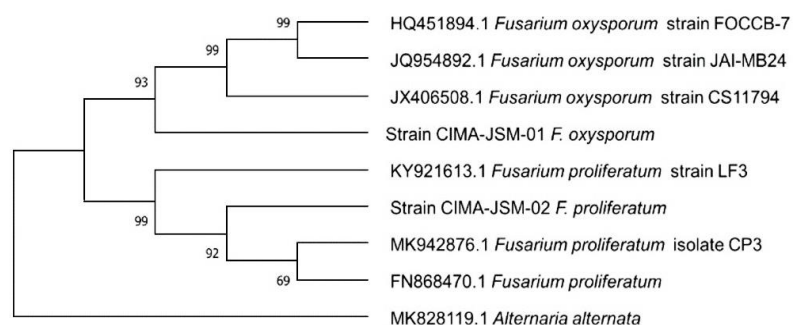 99
HQ451894.1 Fusarium oxysporum strain FOCCB-7
99
JQ954892.1 Fusarium oxysporum strain JAI-MB24
93
JX406508.1 Fusarium oxysporum strain CS11794
Strain CIMA-JSM-01 F. oxysporum
KY921613.1 Fusarium proliferatum strain LF3
99
Strain CIMA-JSM-02 F. proliferatum
92
MK942876.1 Fusarium proliferatum isolate CP3
69
FN868470.1 Fusarium proliferatum
MK828119.1 Alternaria alternata